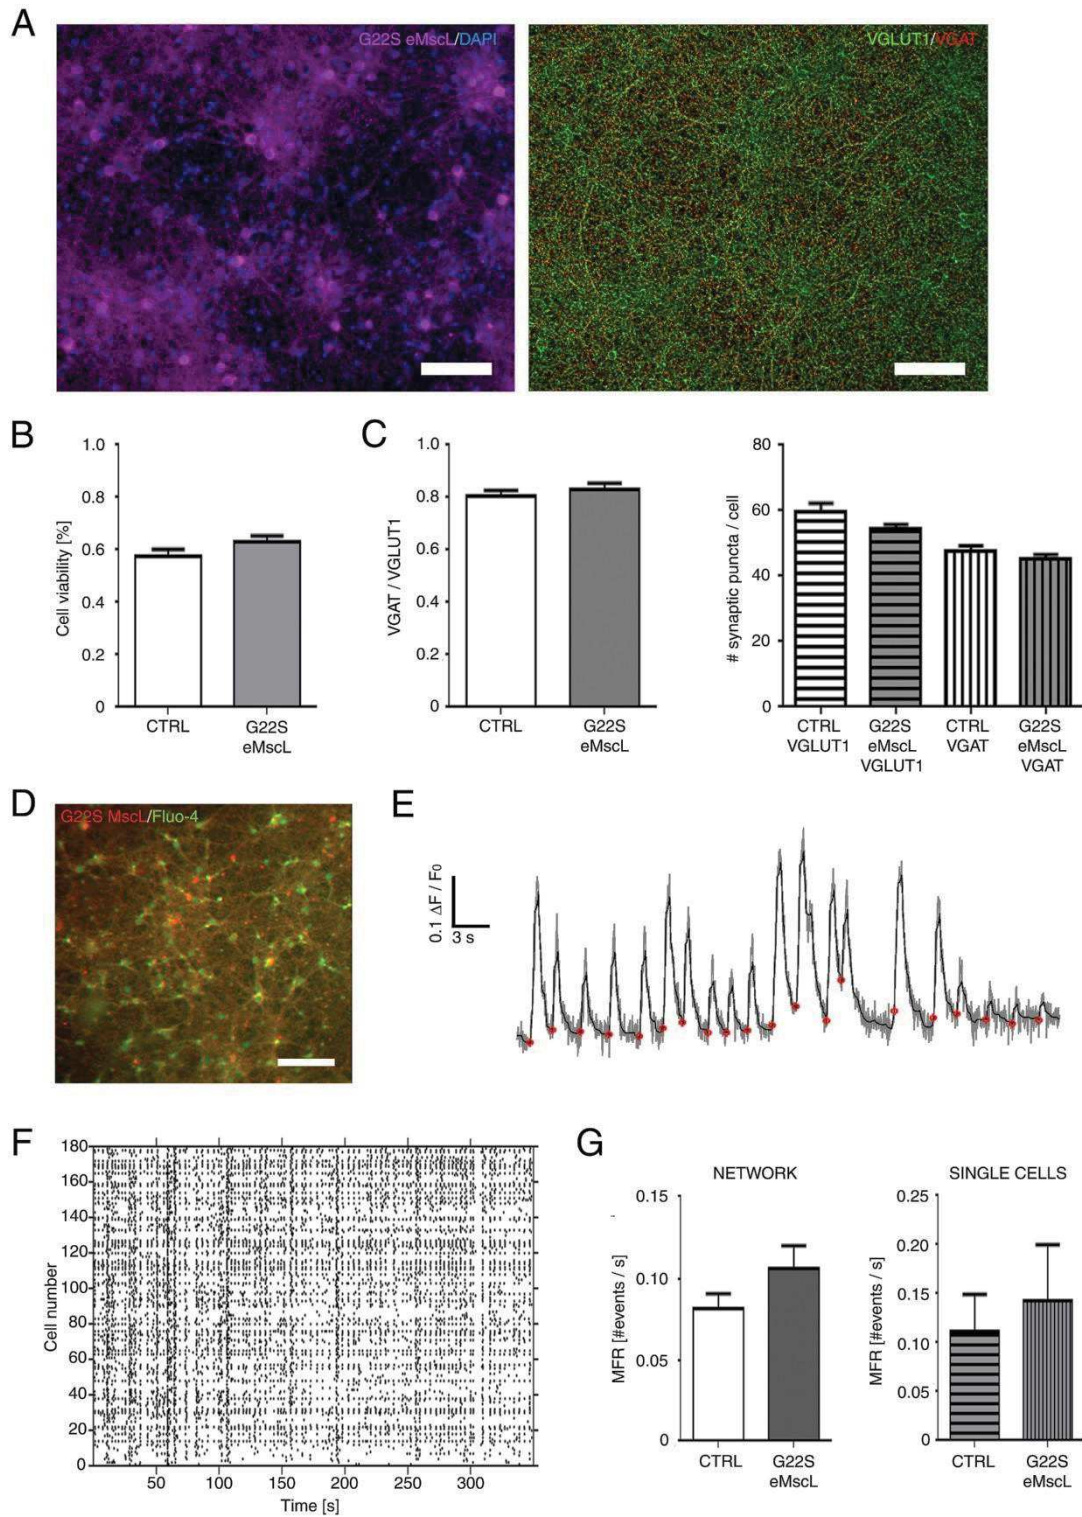 A
G22S eMscL/DAPI
VGLUT1/VGAT
B
Cell viability [%]
1.0
0.8
0.6
0.4
0.2
0
CTRL
G22S
eMscL
C
VGAT / VGLUT1
1.0
0.8
0.6
0.4
0.2
0
CTRL
G22S
eMscL
# synaptic puncta / cell
80
60
40
20
0
CTRL
VGLUT1
G22S
eMscL
VGLUT1
CTRL
VGAT
G22S
eMscL
VGAT
D
G22S MscL/Fluo-4
E
0.1 ΔF / F0
3 s
F
Cell number
180
160
140
120
100
80
60
40
20
0
50 100 150 200 250 300
Time [s]
G
NETWORK
MFR [#events / s]
0.15
0.10
0.05
0
CTRL
G22S
eMscL
SINGLE CELLS
MFR [#events / s]
0.25
0.20
0.15
0.10
0.05
0
CTRL
G22S
eMscL